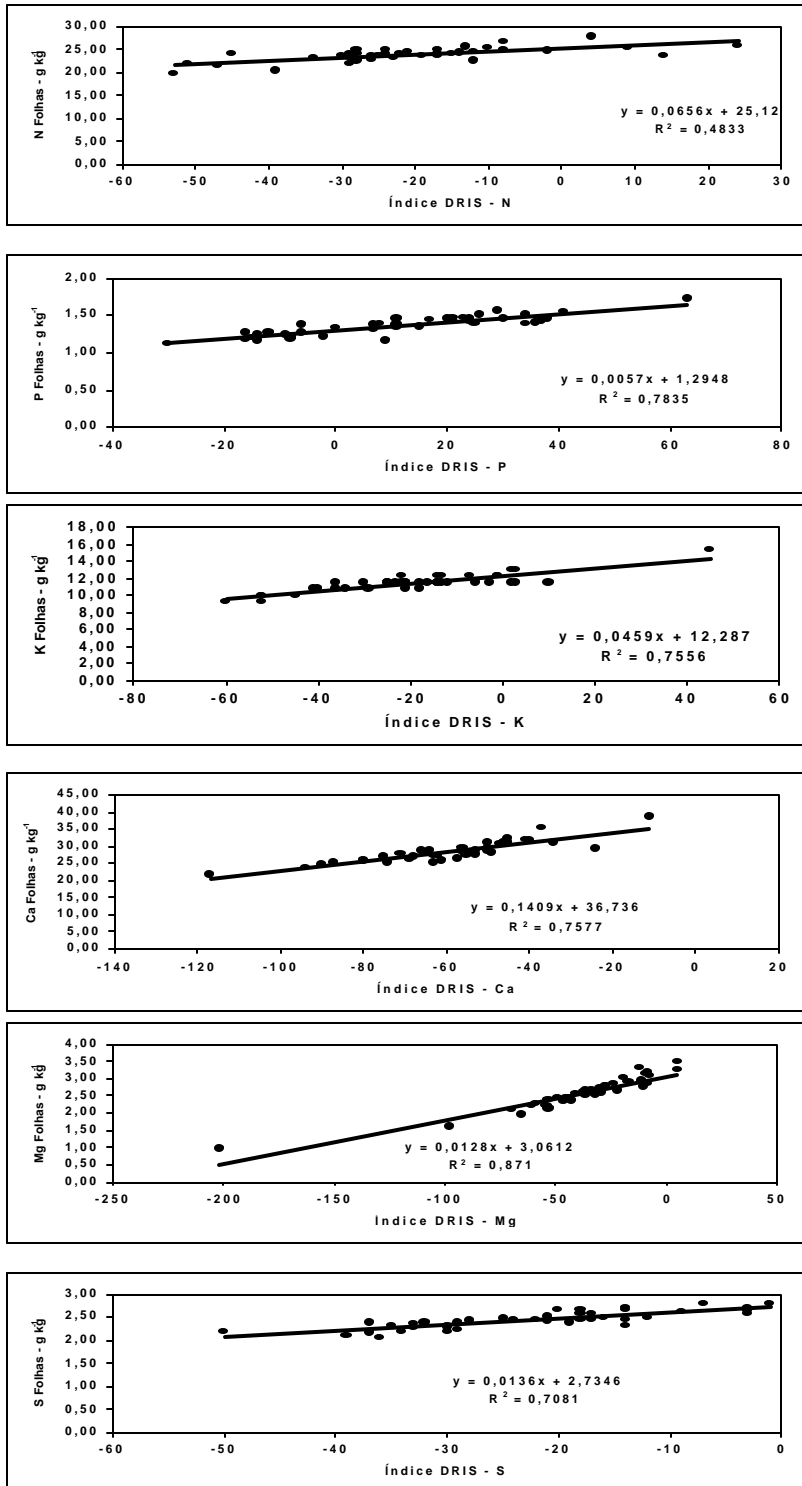 30,00
25,00
20,00
15,00
10,00
5,00
0,00
N Folhas - g kg-1
y = 0,0656x + 25,12
R² = 0,4833
-60 -50 -40 -30 -20 -10 0 10 20 30
Índice DRIS - N
2,00
1,50
1,00
0,50
0,00
P Folhas - g kg-1
y = 0,0057x + 1,2948
R² = 0,7835
-40 -20 0 20 40 60 80
Índice DRIS - P
18,00
16,00
14,00
12,00
10,00
8,00
6,00
4,00
2,00
0,00
K Folhas - g kg-1
y = 0,0459x + 12,287
R² = 0,7556
-80 -60 -40 -20 0 20 40 60
Índice DRIS - K
45,00
40,00
35,00
30,00
25,00
20,00
15,00
10,00
5,00
0,00
Ca Folhas - g kg-1
y = 0,1409x + 36,736
R² = 0,7577
-140 -120 -100 -80 -60 -40 -20 0 20
Índice DRIS - Ca
4,00
3,50
3,00
2,50
2,00
1,50
1,00
0,50
0,00
Mg Folhas - g kg-1
y = 0,0128x + 3,0612
R² = 0,871
-250 -200 -150 -100 -50 0 50
Índice DRIS - Mg
3,00
2,50
2,00
1,50
1,00
0,50
0,00
S Folhas - g kg-1
y = 0,0136x + 2,7346
R² = 0,7081
-60 -50 -40 -30 -20 -10 0
Índice DRIS - S